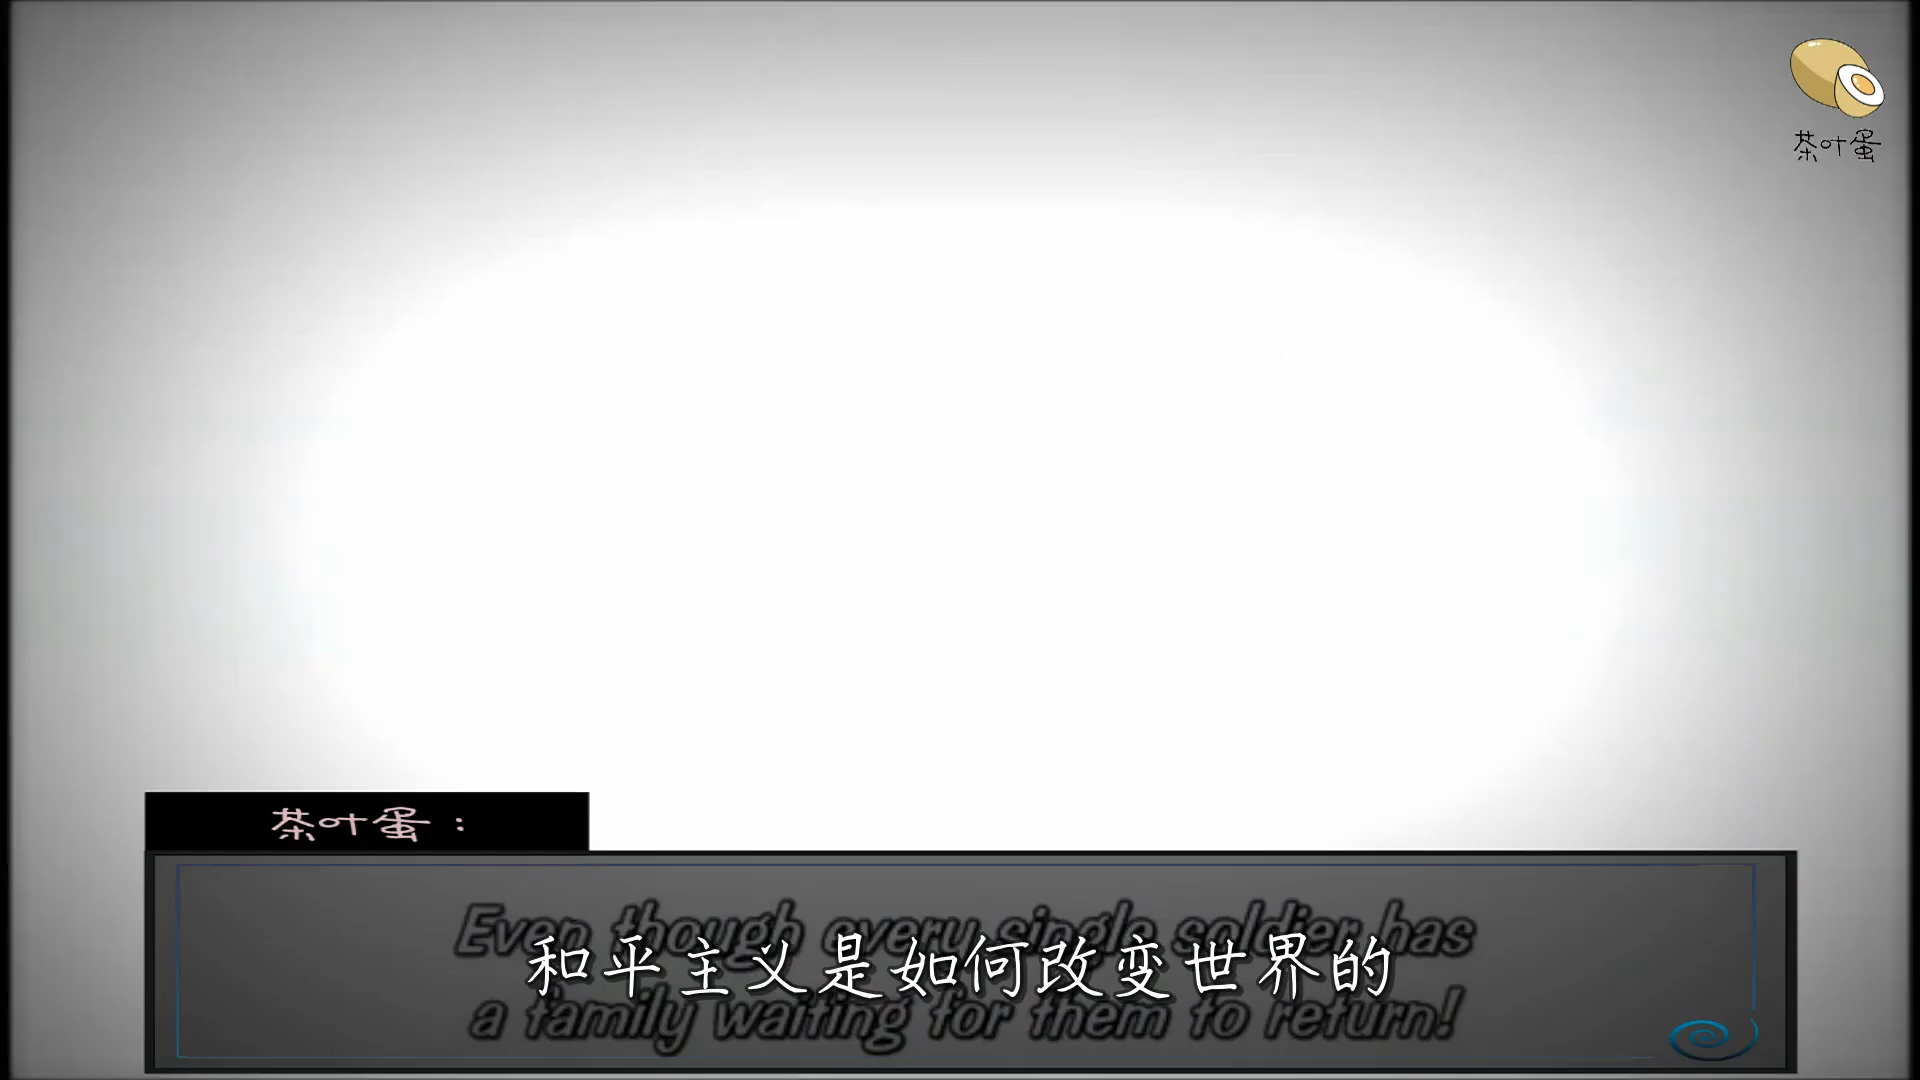 茶叶蛋
茶叶蛋：
Even though every single soldier has
和平主义是如何改变世界的
a family waiting for them to return!